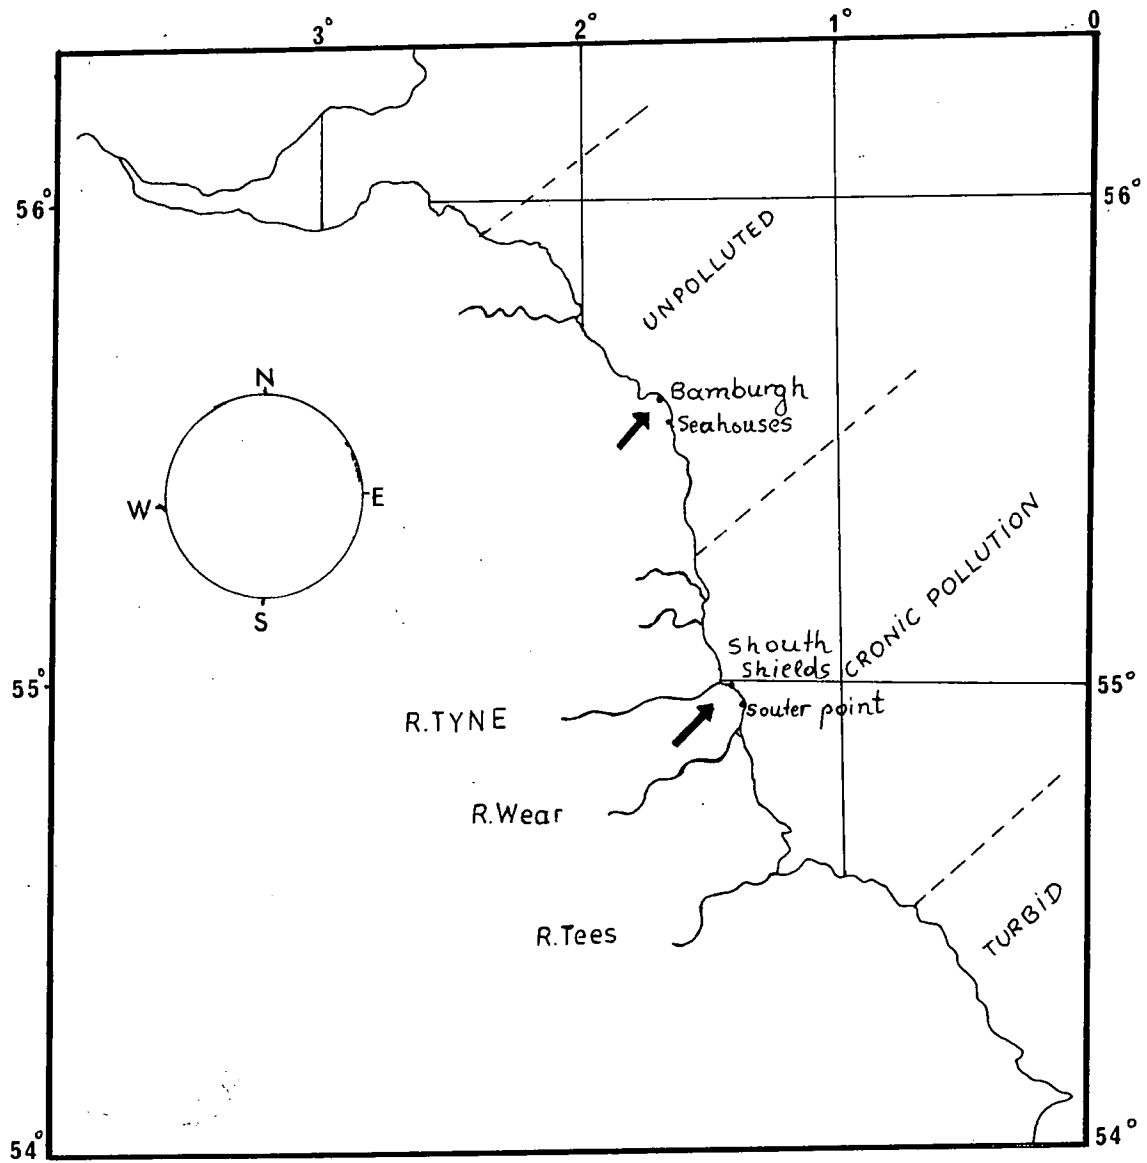 3°
2°
1°
0
56°
56°
UNPOLLUTED
Bamburgh
Seahouses
N
W
E
S
CRONIC POLLUTION
Shouth
Shields
55°
55°
souter point
R.TYNE
R.Wear
R.Tees
TURBiD
54°
54°